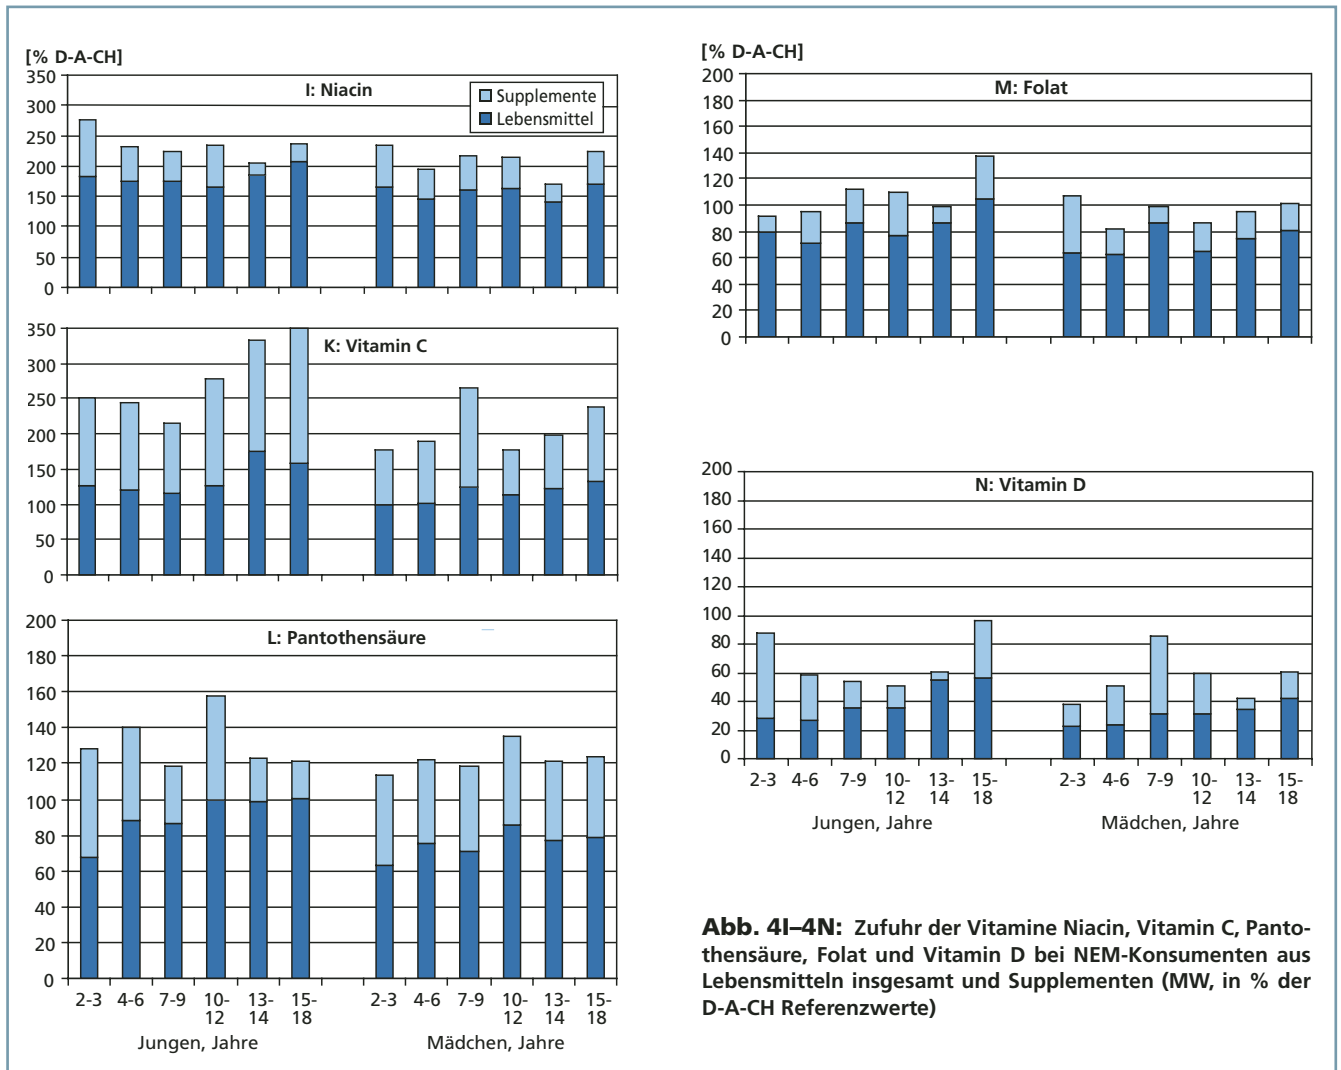 [% D-A-CH]
350
300
250
200
150
100
50
0
I: Niacin
Supplemente
Lebensmittel
350
300
250
200
150
100
50
0
K: Vitamin C
200
180
160
140
120
100
80
60
40
20
0
L: Pantothensäure
2-3 4-6 7-9 10- 13- 15- 2-3 4-6 7-9 10- 13- 15-
12 14 18 12 14 18
Jungen, Jahre Mädchen, Jahre
[% D-A-CH]
200
180
160
140
120
100
80
60
40
20
0
M: Folat
200
180
160
140
120
100
80
60
40
20
0
N: Vitamin D
2-3 4-6 7-9 10- 13- 15- 2-3 4-6 7-9 10- 13- 15-
12 14 18 12 14 18
Jungen, Jahre Mädchen, Jahre
Abb. 4I–4N: Zufuhr der Vitamine Niacin, Vitamin C, Panto-
thensäure, Folat und Vitamin D bei NEM-Konsumenten aus
Lebensmitteln insgesamt und Supplementen (MW, in % der
D-A-CH Referenzwerte)